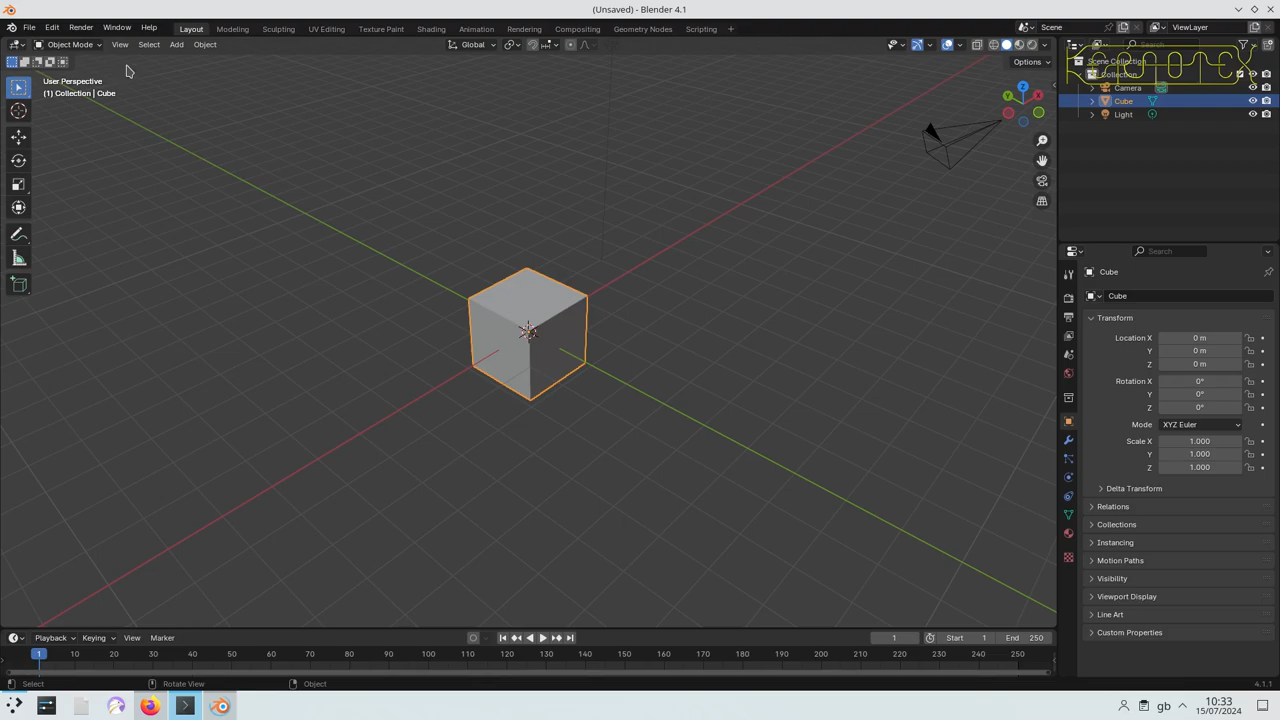 (Unsaved) - Blender 4.1
File Edit Render Window Help Layout Modeling Sculpting UV Editing Texture Paint Shading Animation Rendering Compositing Geometry Nodes Scripting + Scene ViewLayer
Object Mode View Select Add Object Global Search
Options
User Perspective
(1) Collection | Cube
Z
Y
X
Scene Collection
Collection
Camera
Cube
Light
Search
Cube
Cube
Transform
Location X 0 m
Y 0 m
Z 0 m
Rotation X 0°
Y 0°
Z 0°
Mode XYZ Euler
Scale X 1.000
Y 1.000
Z 1.000
Delta Transform
Relations
Collections
Instancing
Motion Paths
Visibility
Viewport Display
Line Art
Custom Properties
Playback Keying View Marker 1 Start 1 End 250
1 10 20 30 40 50 60 70 80 90 100 110 120 130 140 150 160 170 180 190 200 210 220 230 240 250
Select Rotate View Object 4.1.1
gb 10:33
15/07/2024